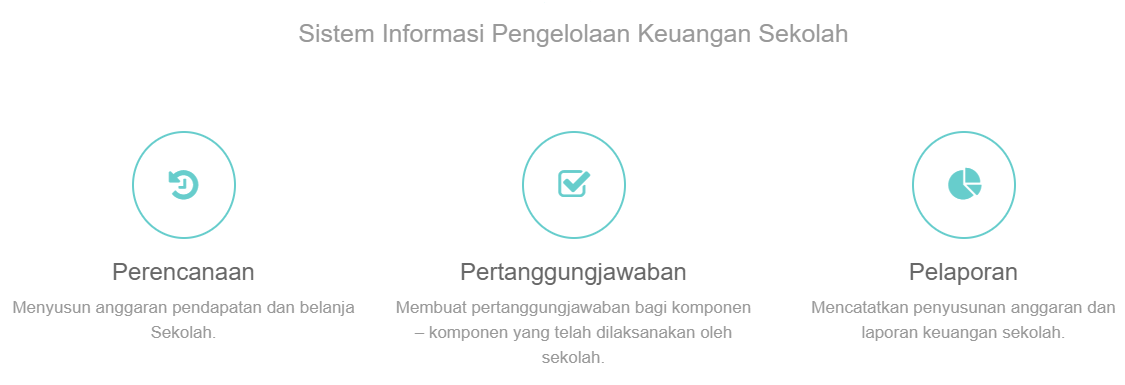 Sistem Informasi Pengelolaan Keuangan Sekolah
Perencanaan
Menyusun anggaran pendapatan dan belanja
Sekolah.
Pertanggungjawaban
Membuat pertanggungjawaban bagi komponen
– komponen yang telah dilaksanakan oleh
sekolah.
Pelaporan
Mencatatkan penyusunan anggaran dan
laporan keuangan sekolah.